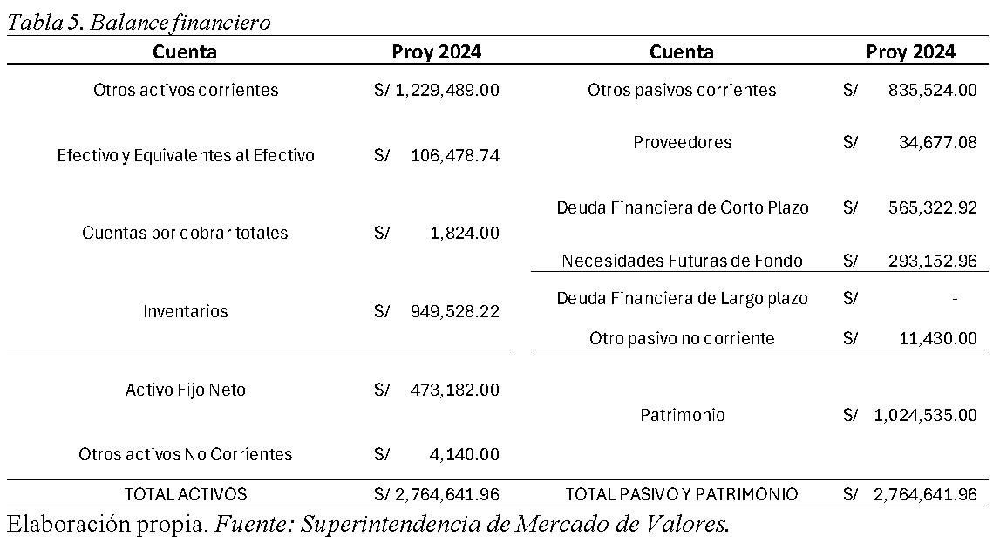 Tabla 5. Balance financiero
Cuenta Proy 2024 Cuenta Proy 2024
Otros activos corrientes S/ 1,229,489.00 Otros pasivos corrientes S/ 835,524.00
Proveedores S/ 34,677.08
Efectivo y Equivalentes al Efectivo S/ 106,478.74
Deuda Financiera de Corto Plazo S/ 565,322.92
Cuentas por cobrar totales S/ 1,824.00
Necesidades Futuras de Fondo S/ 293,152.96
Deuda Financiera de Largo plazo S/ -
Inventarios S/ 949,528.22
Otro pasivo no corriente S/ 11,430.00
Activo Fijo Neto S/ 473,182.00
Patrimonio S/ 1,024,535.00
Otros activos No Corrientes S/ 4,140.00
TOTAL ACTIVOS S/ 2,764,641.96 TOTAL PASIVO Y PATRIMONIO S/ 2,764,641.96
Elaboración propia. Fuente: Superintendencia de Mercado de Valores.